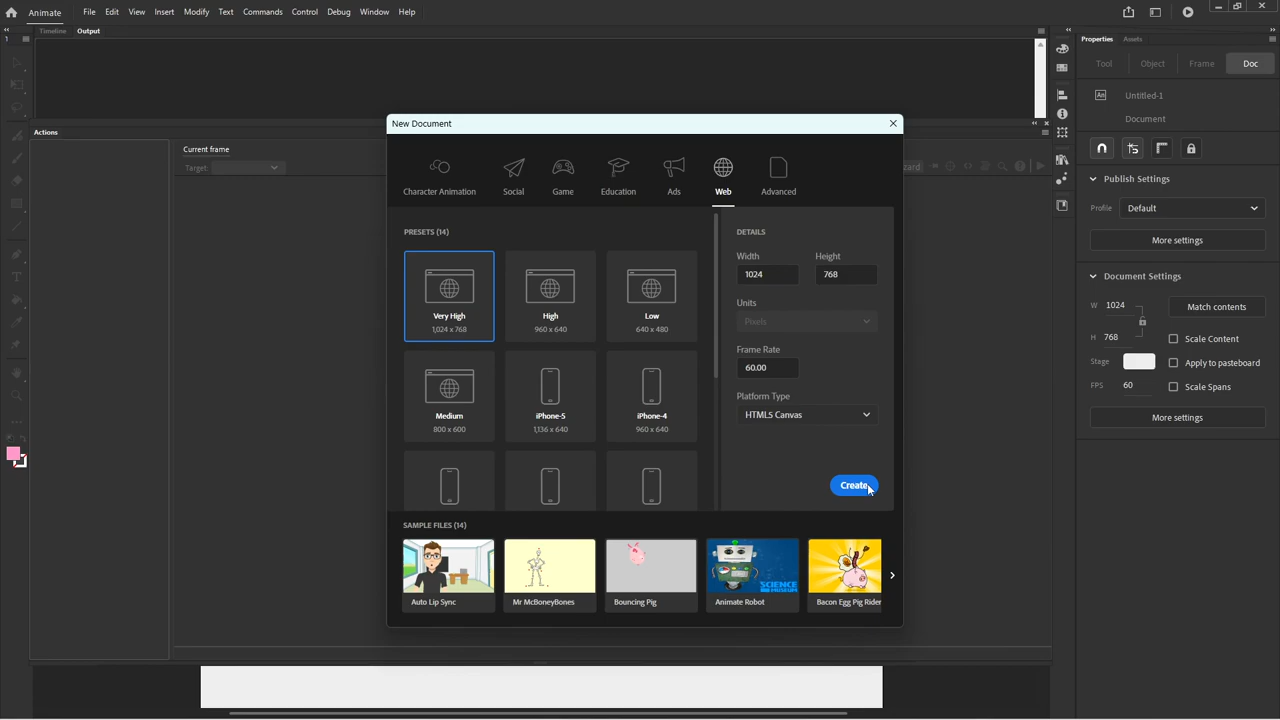 Animate File Edit View Insert Modify Text Commands Control Debug Window Help
Timeline Output
1
Properties Assets
Tool Object Frame Doc
An Untitled-1
Document
Actions
Current frame
Target:
New Document
Character Animation Social Game Education Ads Web Advanced
PRESETS (14)
Very High
1,024 x 768
High
960 x 640
Low
640 x 480
Medium
800 x 600
iPhone-5
1,136 x 640
iPhone-4
960 x 640
DETAILS
Width Height
1024 768
Units
Pixels
Frame Rate
60.00
Platform Type
HTML5 Canvas
Create
SAMPLE FILES (14)
Auto Lip Sync
Mr McBoneyBones
Bouncing Pig
SCIENCE
MUSEUM
Animate Robot
Bacon Egg Pig Rider
Publish Settings
Profile Default
More settings
Document Settings
W 1024 Match contents
H 768 Scale Content
Stage Apply to pasteboard
FPS 60 Scale Spans
More settings